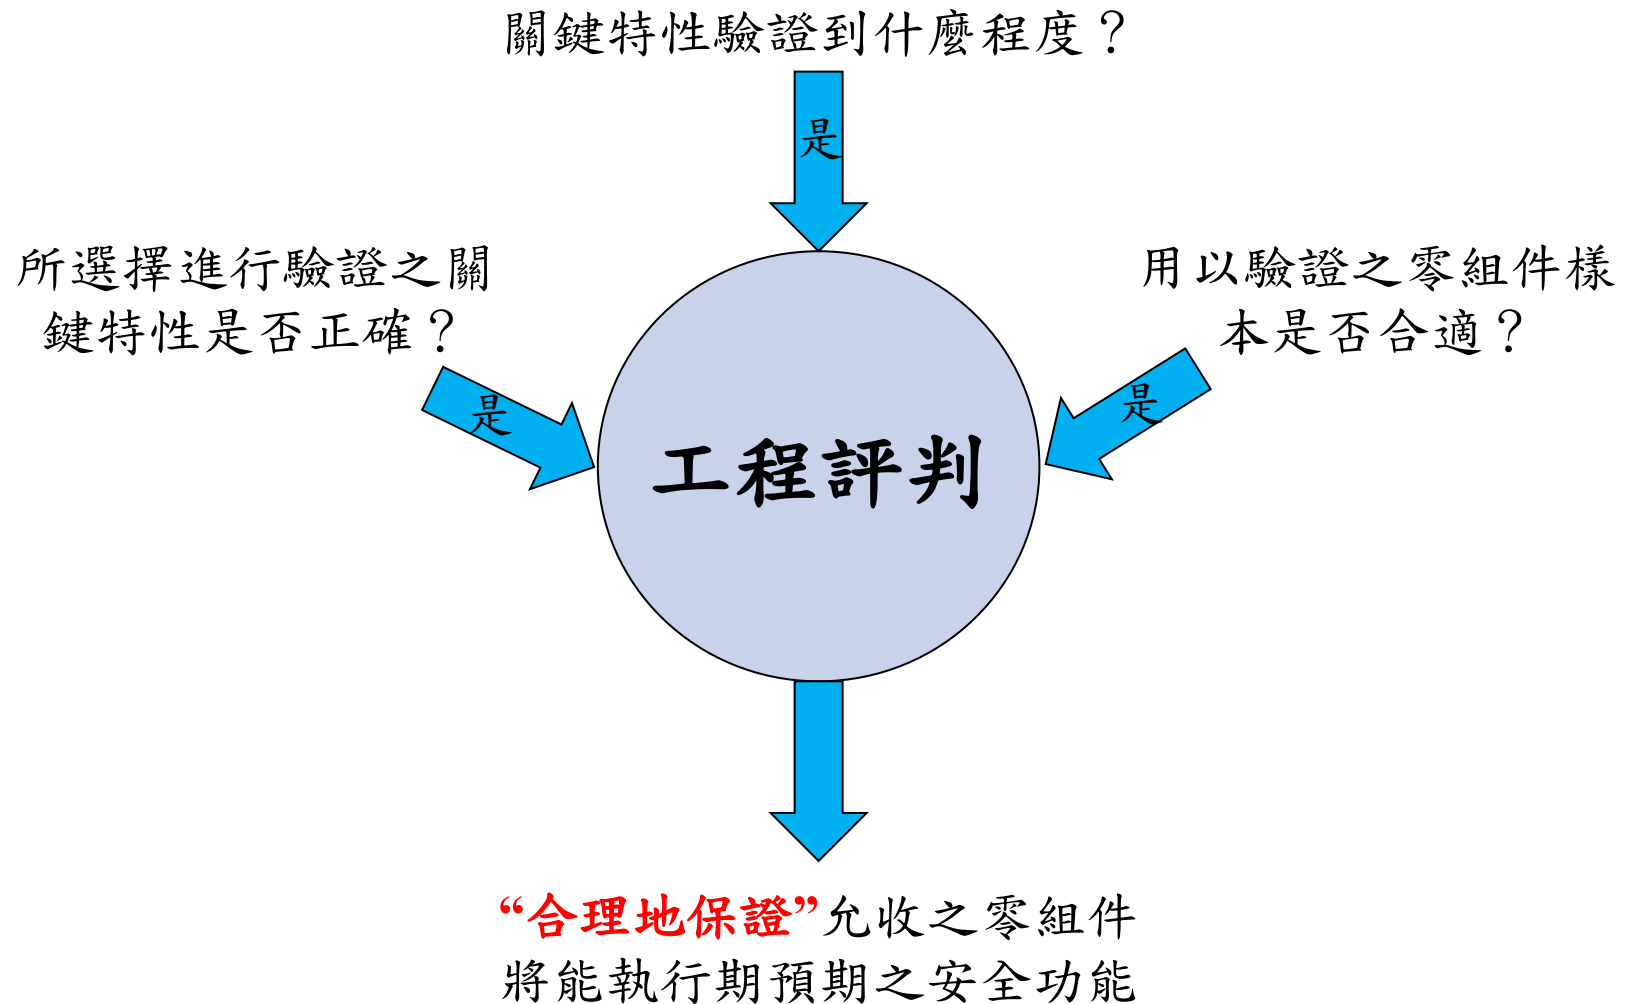 關鍵特性驗證到什麼程度？
是
所選擇進行驗證之關
鍵特性是否正確？
是
用以驗證之零組件樣
本是否合適？
是
工程評判
“合理地保證”允收之零組件
將能執行期預期之安全功能